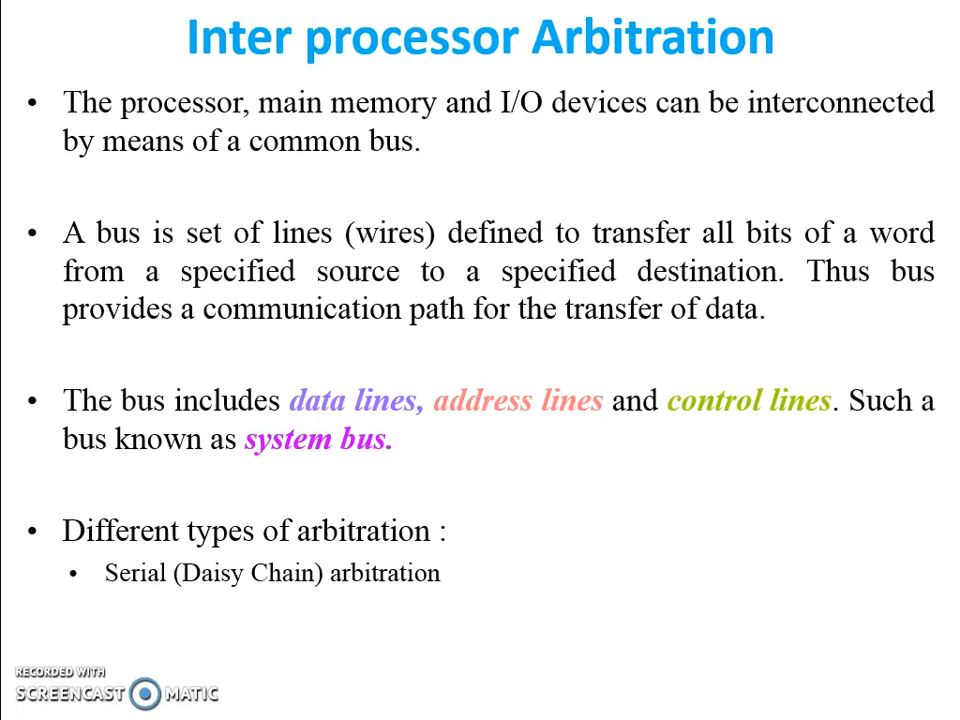 Inter processor Arbitration
• The processor, main memory and I/O devices can be interconnected
by means of a common bus.
• A bus is set of lines (wires) defined to transfer all bits of a word
from a specified source to a specified destination. Thus bus
provides a communication path for the transfer of data.
• The bus includes data lines, address lines and control lines. Such a
bus known as system bus.
• Different types of arbitration :
• Serial (Daisy Chain) arbitration
RECORDED WITH
SCREENCAST MATIC